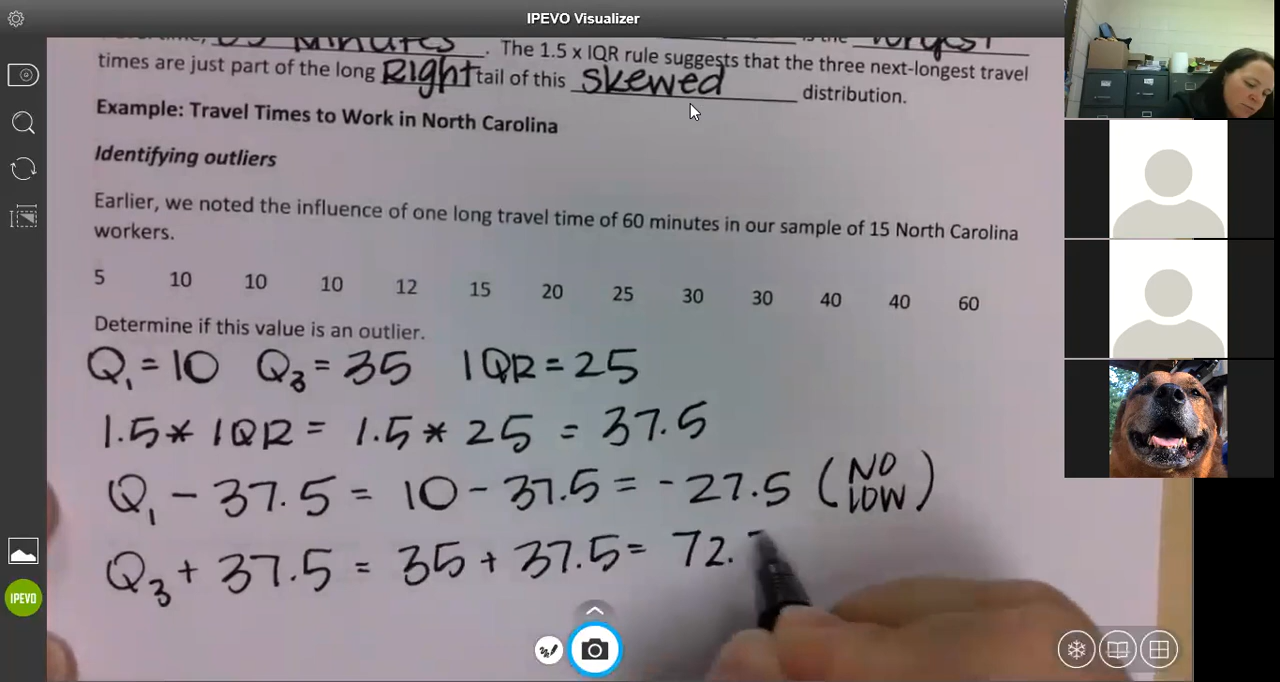 IPEVO Visualizer
65 Minutes. The 1.5 x IQR rule suggests that the three next-longest travel
times are just part of the long Right tail of this skewed distribution.
Example: Travel Times to Work in North Carolina
Identifying outliers
Earlier, we noted the influence of one long travel time of 60 minutes in our sample of 15 North Carolina
workers.
5 10 10 10 12 15 20 25 30 30 40 40 60
Determine if this value is an outlier.
Q1 = 10 Q3 = 35 IQR = 25
1.5 * IQR = 1.5 * 25 = 37.5
Q1 - 37.5 = 10 - 37.5 = -27.5 (NO LOW)
Q3 + 37.5 = 35 + 37.5 = 72.
IPEVO